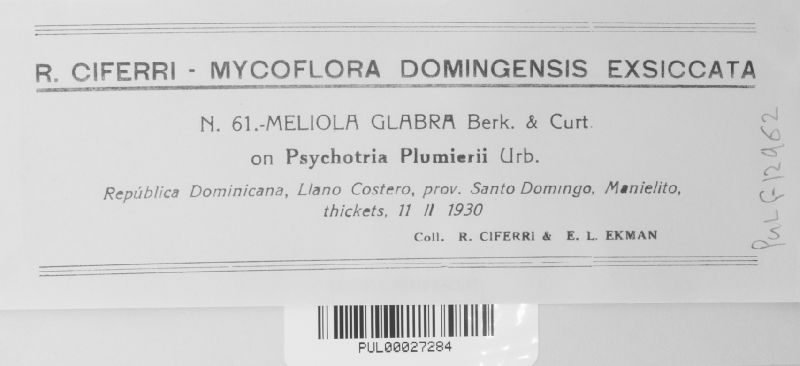 R. CIFERRI - MYCOFLORA DOMINGENSIS EXSICCATA
N. 61.-MELIOLA GLABRA Berk. & Curt.
on Psychotria Plumierii Urb.
República Dominicana, Llano Costero, prov. Santo Domingo, Manielito,
thickets, 11 II 1930
Coll. R. CIFERRI & E. L. EKMAN
PUL F12962
PUL00027284